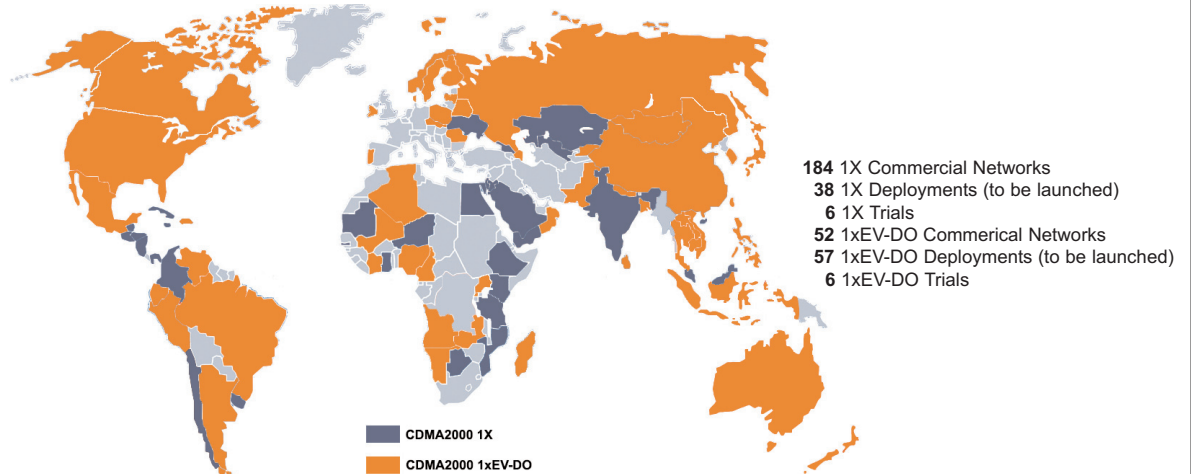 184 1X Commercial Networks
38 1X Deployments (to be launched)
6 1X Trials
52 1xEV-DO Commerical Networks
57 1xEV-DO Deployments (to be launched)
6 1xEV-DO Trials
CDMA2000 1X
CDMA2000 1xEV-DO